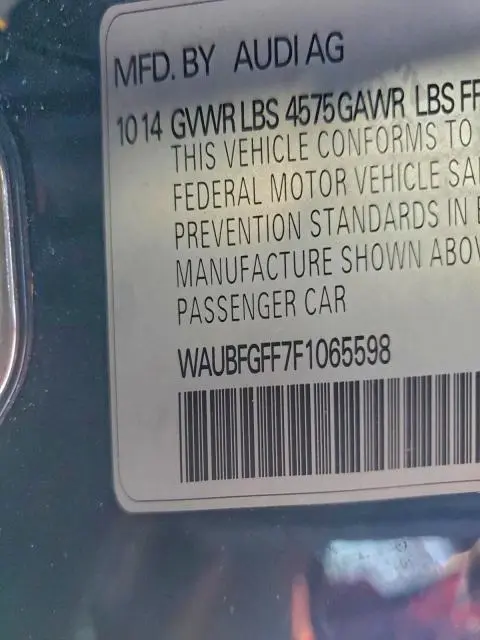 MFD. BY AUDI AG
1014 GVWR LBS 4575 GAWR LBS
THIS VEHICLE CONFORMS TO
FEDERAL MOTOR VEHICLE
PREVENTION STANDARDS IN
MANUFACTURE SHOWN
PASSENGER CAR
WAUBFGFF7F1065598